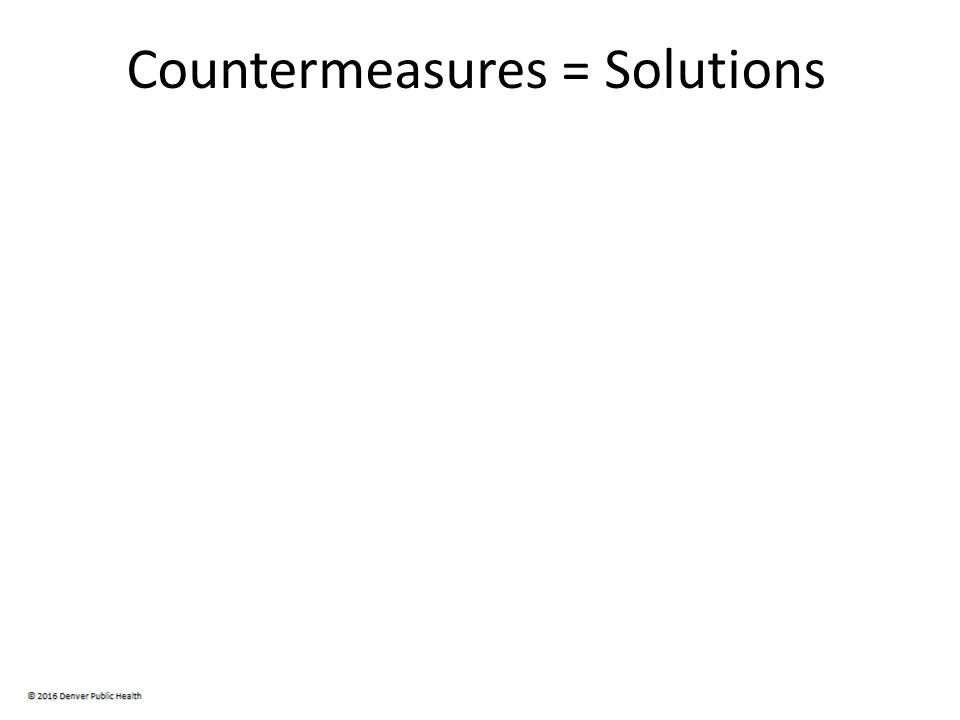 Countermeasures = Solutions
© 2016 Denver Public Health